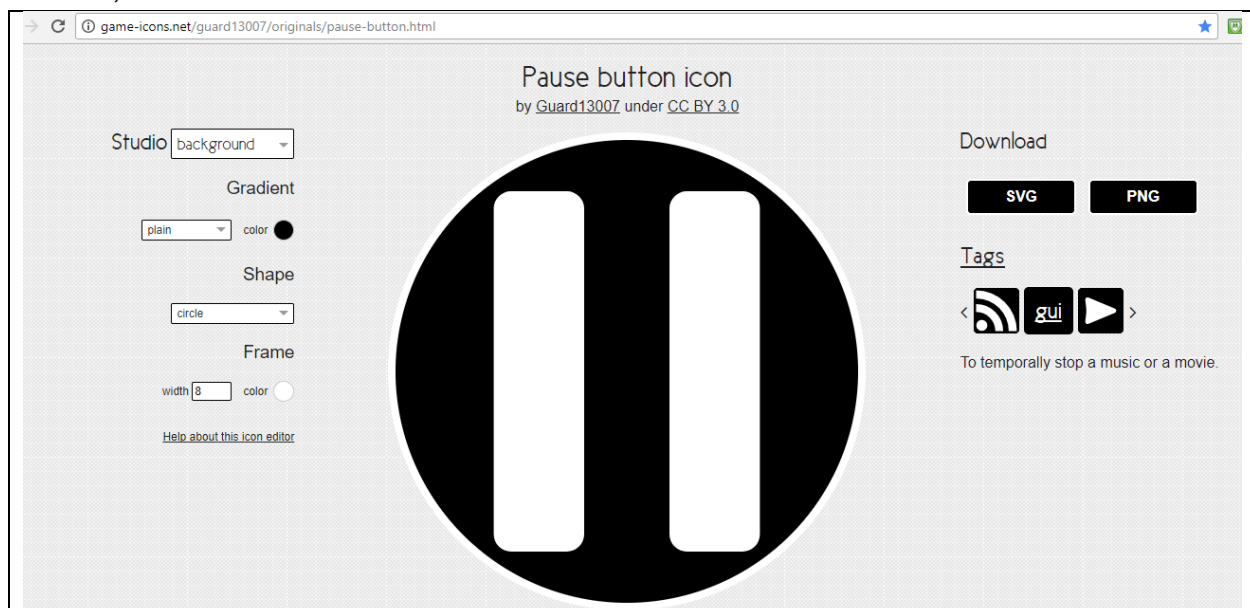 game-icons.net/guard13007/originals/pause-button.html
Pause button icon
by Guard13007 under CC BY 3.0
Studio background
Gradient
plain color
Shape
circle
Frame
width 8 color
Help about this icon editor
Download
SVG PNG
Tags
< gui >
To temporally stop a music or a movie.